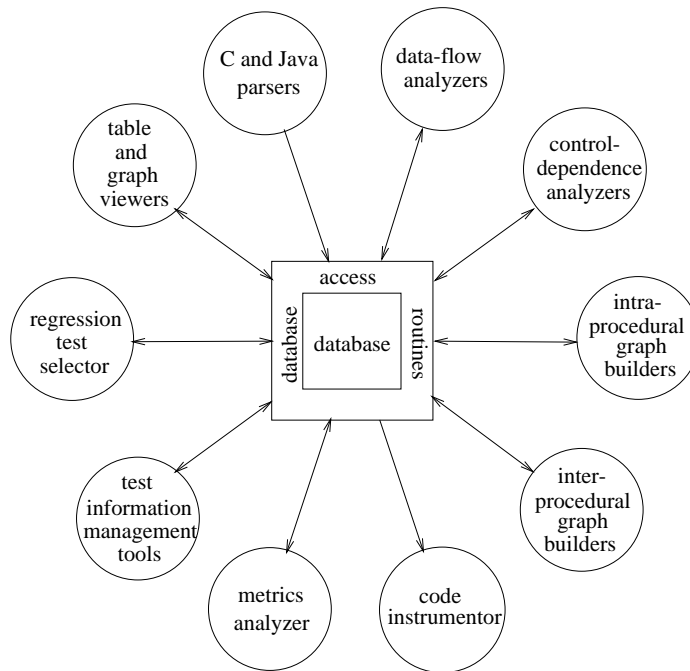 C and Java
parsers
data-flow
analyzers
table
and
graph
viewers
control-
dependence
analyzers
access
database
database
routines
regression
test
selector
intra-
procedural
graph
builders
test
information
management
tools
inter-
procedural
graph
builders
metrics
analyzer
code
instrumentor